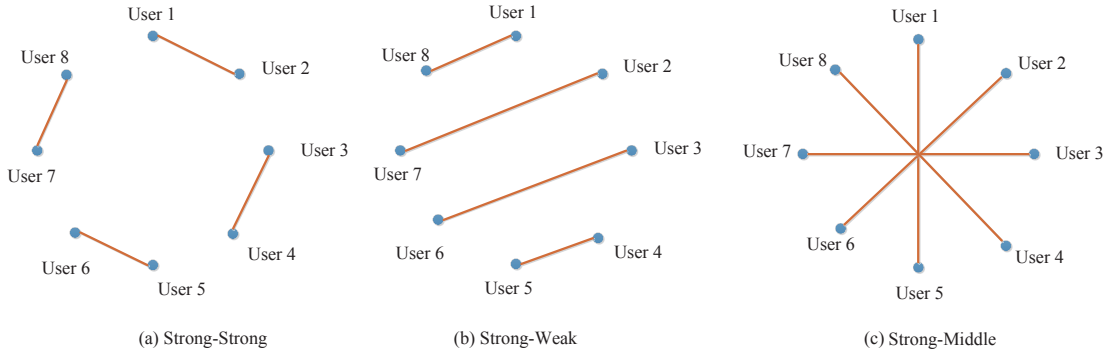 User 1
User 8
User 2
User 3
User 7
User 4
User 6
User 5
(a) Strong-Strong
User 1
User 8
User 2
User 3
User 7
User 6
User 4
User 5
(b) Strong-Weak
User 1
User 8
User 2
User 7
User 3
User 6
User 4
User 5
(c) Strong-Middle